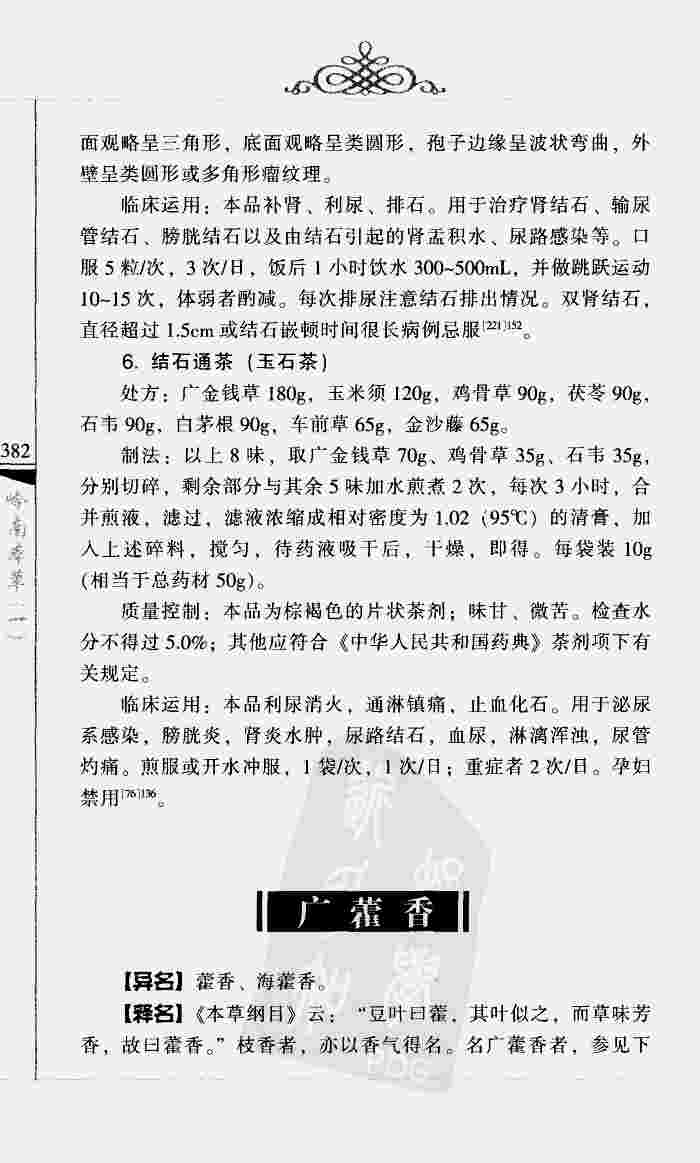 面观略呈三角形，底面观略呈类圆形，孢子边缘呈波状弯曲，外
壁呈类圆形或多角形瘤纹理。
临床运用：本品补肾、利尿、排石。用于治疗肾结石、输尿
管结石、膀胱结石以及由结石引起的肾盂积水、尿路感染等。口
服 5 粒/次，3 次/日，饭后 1 小时饮水 300~500mL，并做跳跃运动
10~15 次，体弱者酌减。每次排尿注意结石排出情况。双肾结石，
直径超过 1.5cm 或结石嵌顿时间很长病例忌服[221]152。
6. 结石通茶（玉石茶）
处方：广金钱草 180g，玉米须 120g，鸡骨草 90g，茯苓 90g，
石韦 90g，白茅根 90g，车前草 65g，金沙藤 65g。
制法：以上 8 味，取广金钱草 70g、鸡骨草 35g、石韦 35g，
分别切碎，剩余部分与其余 5 味加水煎煮 2 次，每次 3 小时，合
并煎液，滤过，滤液浓缩成相对密度为 1.02（95℃）的清膏，加
入上述碎料，搅匀，待药液吸干后，干燥，即得。每袋装 10g
（相当于总药材 50g）。
质量控制：本品为棕褐色的片状茶剂；味甘、微苦。检查水
分不得过 5.0%；其他应符合《中华人民共和国药典》茶剂项下有
关规定。
临床运用：本品利尿消火，通淋镇痛，止血化石。用于泌尿
系感染，膀胱炎，肾炎水肿，尿路结石，血尿，淋漓浑浊，尿管
灼痛。煎服或开水冲服，1 袋/次，1 次/日；重症者 2 次/日。孕妇
禁用[76]136。
382
岭南本草（一）
广藿香
【异名】藿香、海藿香。
【释名】《本草纲目》云：“豆叶曰藿，其叶似之，而草味芳
香，故曰藿香。”枝香者，亦以香气得名。名广藿香者，参见下
PDG